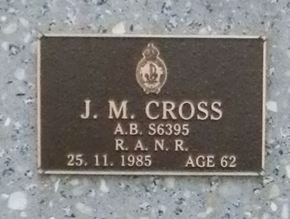 J. M. CROSS
A.B. S6395
R. A. N. R.
25. 11. 1985 AGE 62